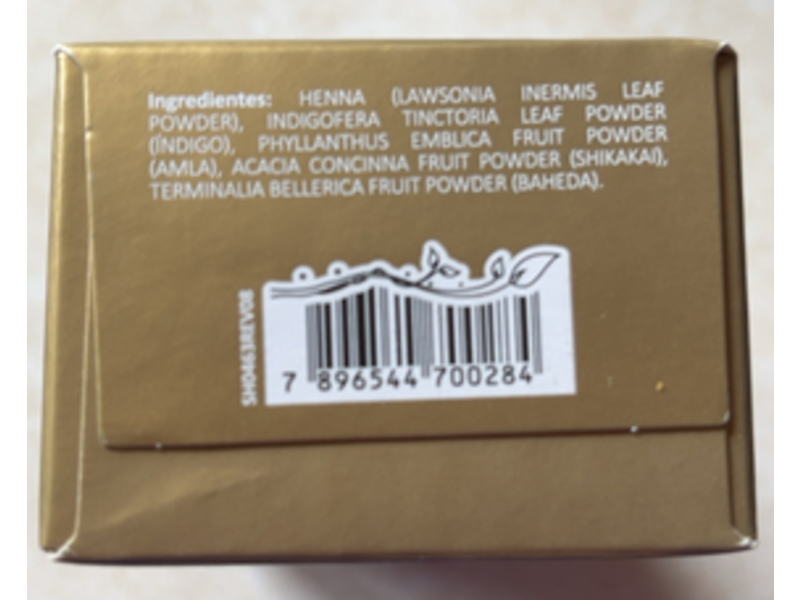 Ingredientes: HENNA (LAWSONIA INERMIS LEAF
POWDER), INDIGOFERA TINCTORIA LEAF POWDER
(ÍNDIGO), PHYLLANTHUS EMBLICA FRUIT POWDER
(AMLA), ACACIA CONCINNA FRUIT POWDER (SHIKAKAI),
TERMINALIA BELLERICA FRUIT POWDER (BAHEDA).
SH0463REV08
7 896544 700284